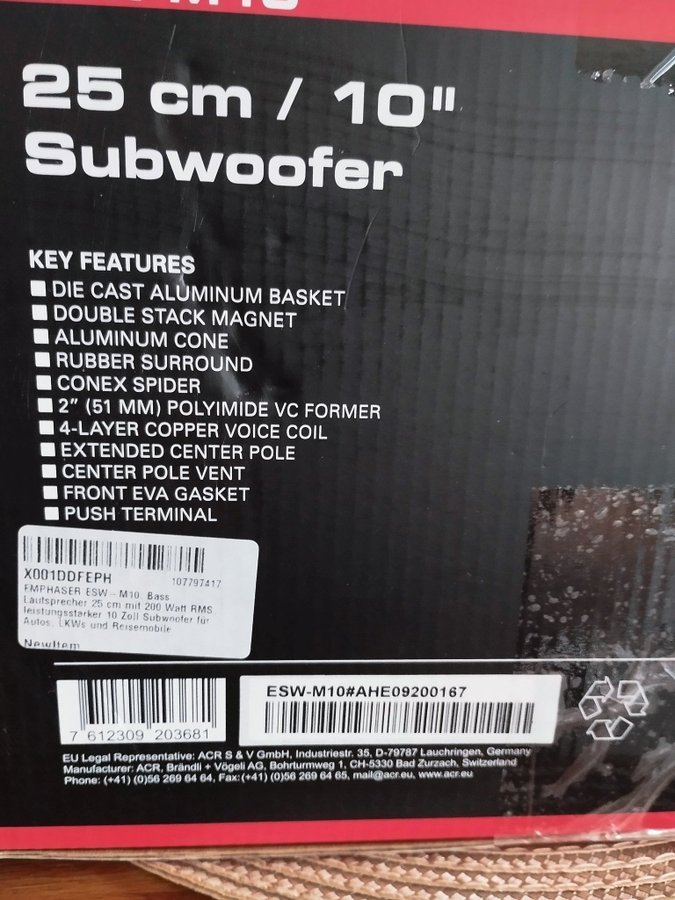 25 cm / 10"
Subwoofer
KEY FEATURES
DIE CAST ALUMINUM BASKET
DOUBLE STACK MAGNET
ALUMINUM CONE
RUBBER SURROUND
CONEX SPIDER
2" (51 MM) POLYIMIDE VC FORMER
4-LAYER COPPER VOICE COIL
EXTENDED CENTER POLE
CENTER POLE VENT
FRONT EVA GASKET
PUSH TERMINAL
X001DDFEPH 107797417
EMPHASER ESW - M10, Bass
Lautsprecher 25 cm mit 200 Watt RMS
leistungsstarker 10 Zoll Subwoofer für
Autos, LKWs und Reisemobile
NewItem
ESW-M10#AHE09200167
7 612309 203681
EU Legal Representative: ACR S & V GmbH, Industriestr. 35, D-79787 Lauchringen, Germany
Manufacturer: ACR, Brändli + Vögeli AG, Bohrturmweg 1, CH-5330 Bad Zurzach, Switzerland
Phone: (+41) (0)56 269 64 64, Fax: (+41) (0)56 269 64 65, mail@acr.eu, www.acr.eu